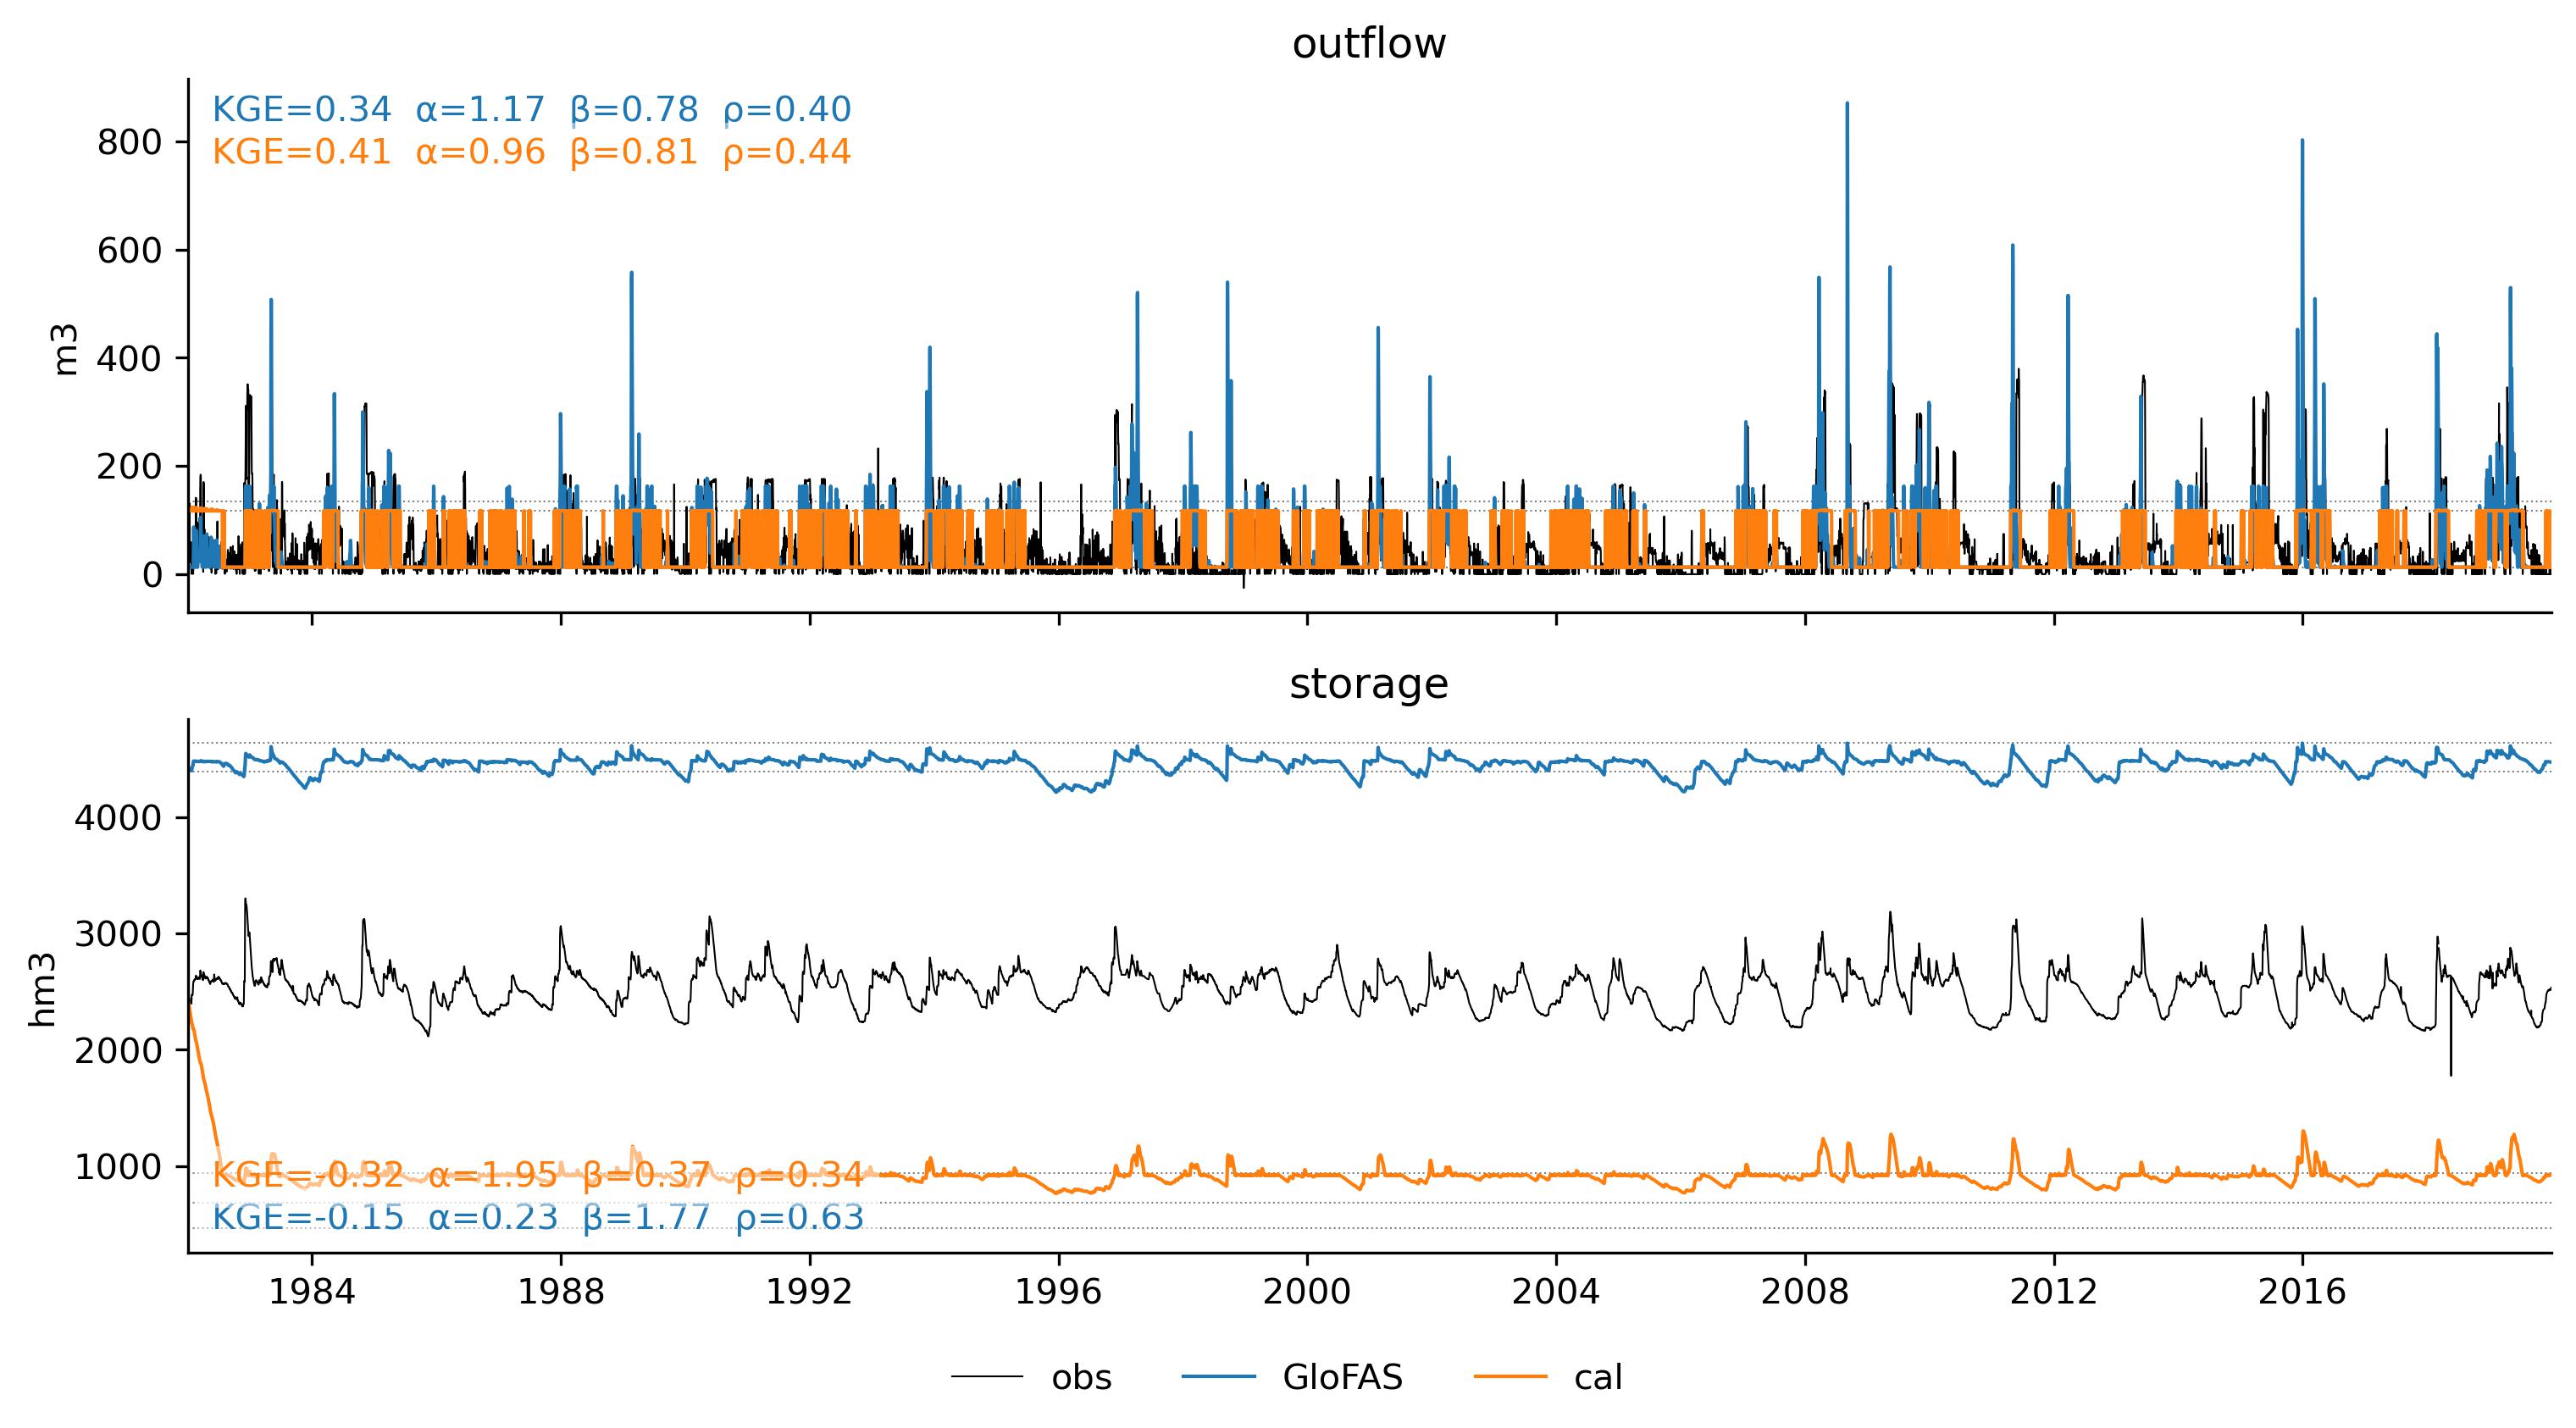 outflow
KGE=0.34 α=1.17 β=0.78 ρ=0.40
KGE=0.41 α=0.96 β=0.81 ρ=0.44
800
600
400
200
0
m3
storage
4000
3000
2000
1000
hm3
KGE=-0.32 α=1.95 β=0.37 ρ=0.34
KGE=-0.15 α=0.23 β=1.77 ρ=0.63
1984 1988 1992 1996 2000 2004 2008 2012 2016
obs GloFAS cal